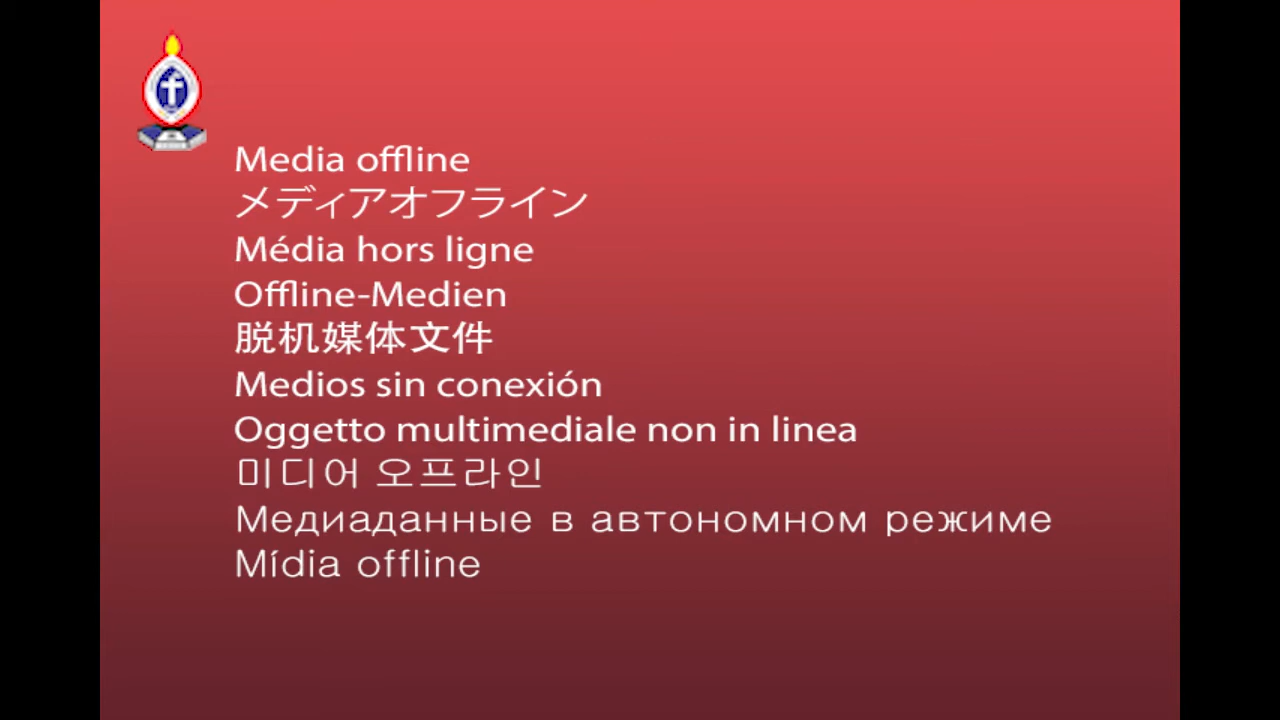 Media offline
メディアオフライン
Média hors ligne
Offline-Medien
脱机媒体文件
Medios sin conexión
Oggetto multimediale non in linea
미디어 오프라인
Медиаданные в автономном режиме
Mídia offline